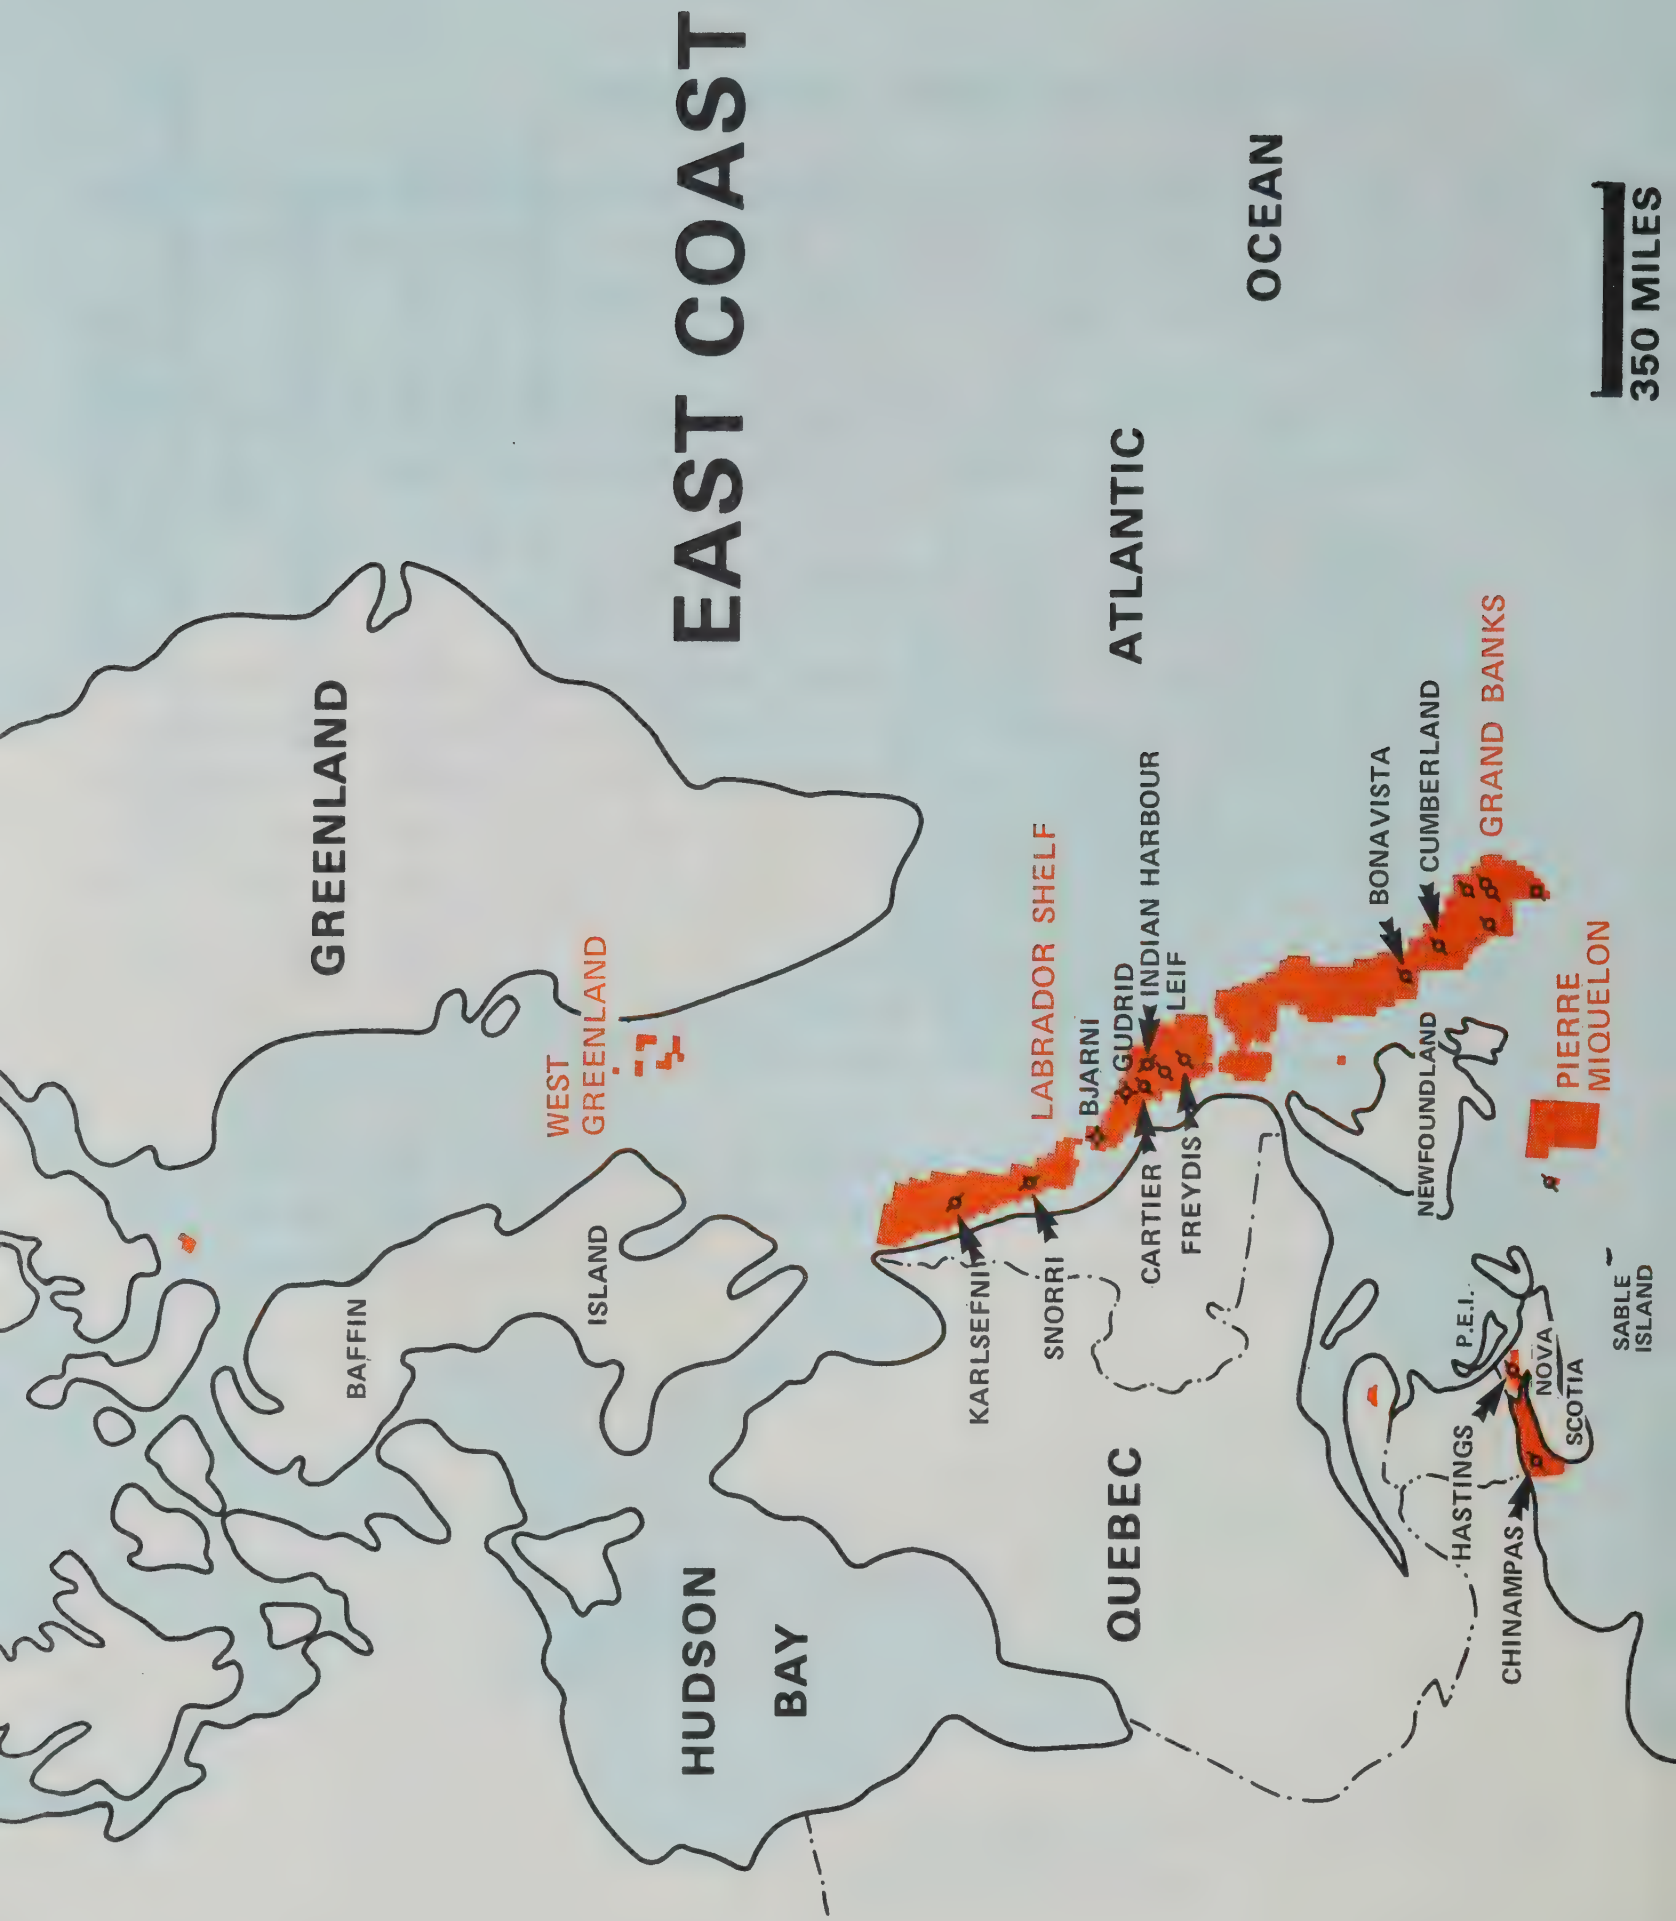 EAST COAST
GREENLAND
WEST
GREENLAND
BAFFIN
ISLAND
HUDSON
BAY
QUEBEC
ATLANTIC
OCEAN
LABRADOR SHELF
KARLSEFNI
SNORRI
BJARNI
GUDRID
INDIAN HARBOUR
LEIF
CARTIER
FREYDIS
BONAVISTA
CUMBERLAND
GRAND BANKS
NEWFOUNDLAND
PIERRE
MIQUELON
P.E.I.
NOVA
SCOTIA
SABLE
ISLAND
HASTINGS
CHINAMPAS
350 MILES